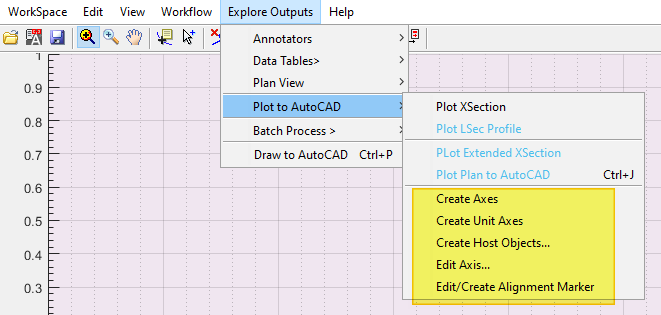 WorkSpace Edit View Workflow Explore Outputs Help
Annotators
Data Tables>
Plan View
Plot to AutoCAD
Batch Process >
Draw to AutoCAD Ctrl+P
Plot XSection
Plot LSec Profile
PLot Extended XSection
Plot Plan to AutoCAD Ctrl+J
Create Axes
Create Unit Axes
Create Host Objects...
Edit Axis...
Edit/Create Alignment Marker
1
0.9
0.8
0.7
0.6
0.5
0.4
0.3